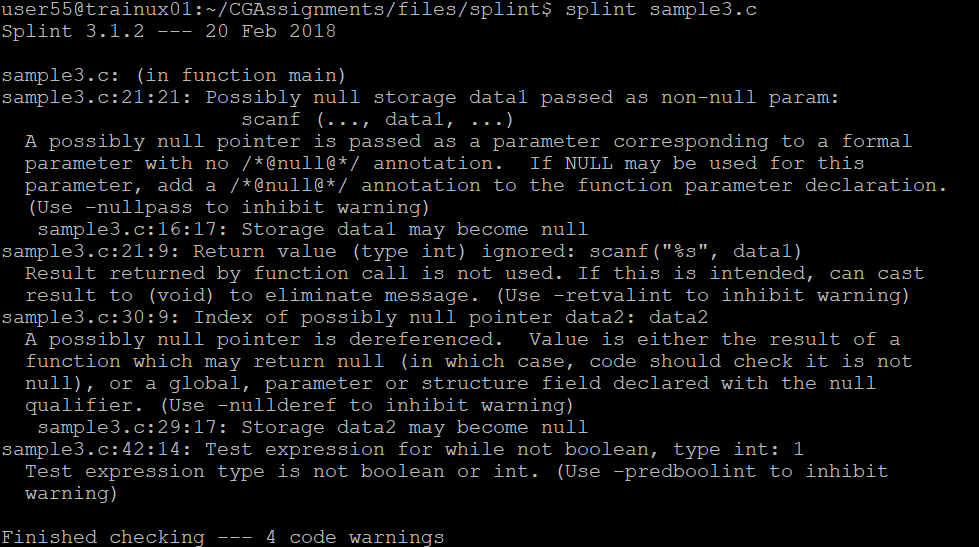 user55@trainux01:~/CGAssignments/files/splint$ splint sample3.c
Splint 3.1.2 --- 20 Feb 2018

sample3.c: (in function main)
sample3.c:21:21: Possibly null storage data1 passed as non-null param:
                    scanf (..., data1, ...)
  A possibly null pointer is passed as a parameter corresponding to a formal
  parameter with no /*@null@*/ annotation.  If NULL may be used for this
  parameter, add a /*@null@*/ annotation to the function parameter declaration.
  (Use -nullpass to inhibit warning)
   sample3.c:16:17: Storage data1 may become null
sample3.c:21:9: Return value (type int) ignored: scanf("%s", data1)
  Result returned by function call is not used. If this is intended, can cast
  result to (void) to eliminate message. (Use -retvalint to inhibit warning)
sample3.c:30:9: Index of possibly null pointer data2: data2
  A possibly null pointer is dereferenced.  Value is either the result of a
  function which may return null (in which case, code should check it is not
  null), or a global, parameter or structure field declared with the null
  qualifier. (Use -nullderef to inhibit warning)
   sample3.c:29:17: Storage data2 may become null
sample3.c:42:14: Test expression for while not boolean, type int: 1
  Test expression type is not boolean or int. (Use -predboolint to inhibit
  warning)

Finished checking --- 4 code warnings